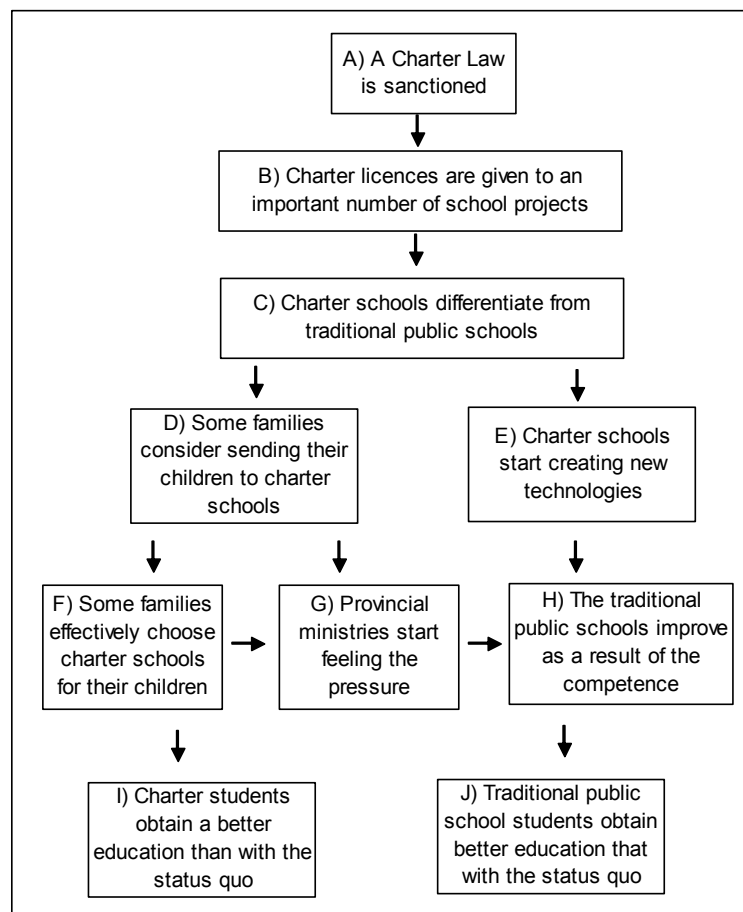 A) A Charter Law
is sanctioned
B) Charter licences are given to an
important number of school projects
C) Charter schools differentiate from
traditional public schools
D) Some families
consider sending their
children to charter
schools
E) Charter schools
start creating new
technologies
F) Some families
effectively choose
charter schools
for their children
G) Provincial
ministries start
feeling the
pressure
H) The traditional
public schools improve
as a result of the
competence
I) Charter students
obtain a better
education than with the
status quo
J) Traditional public
school students obtain
better education that
with the status quo